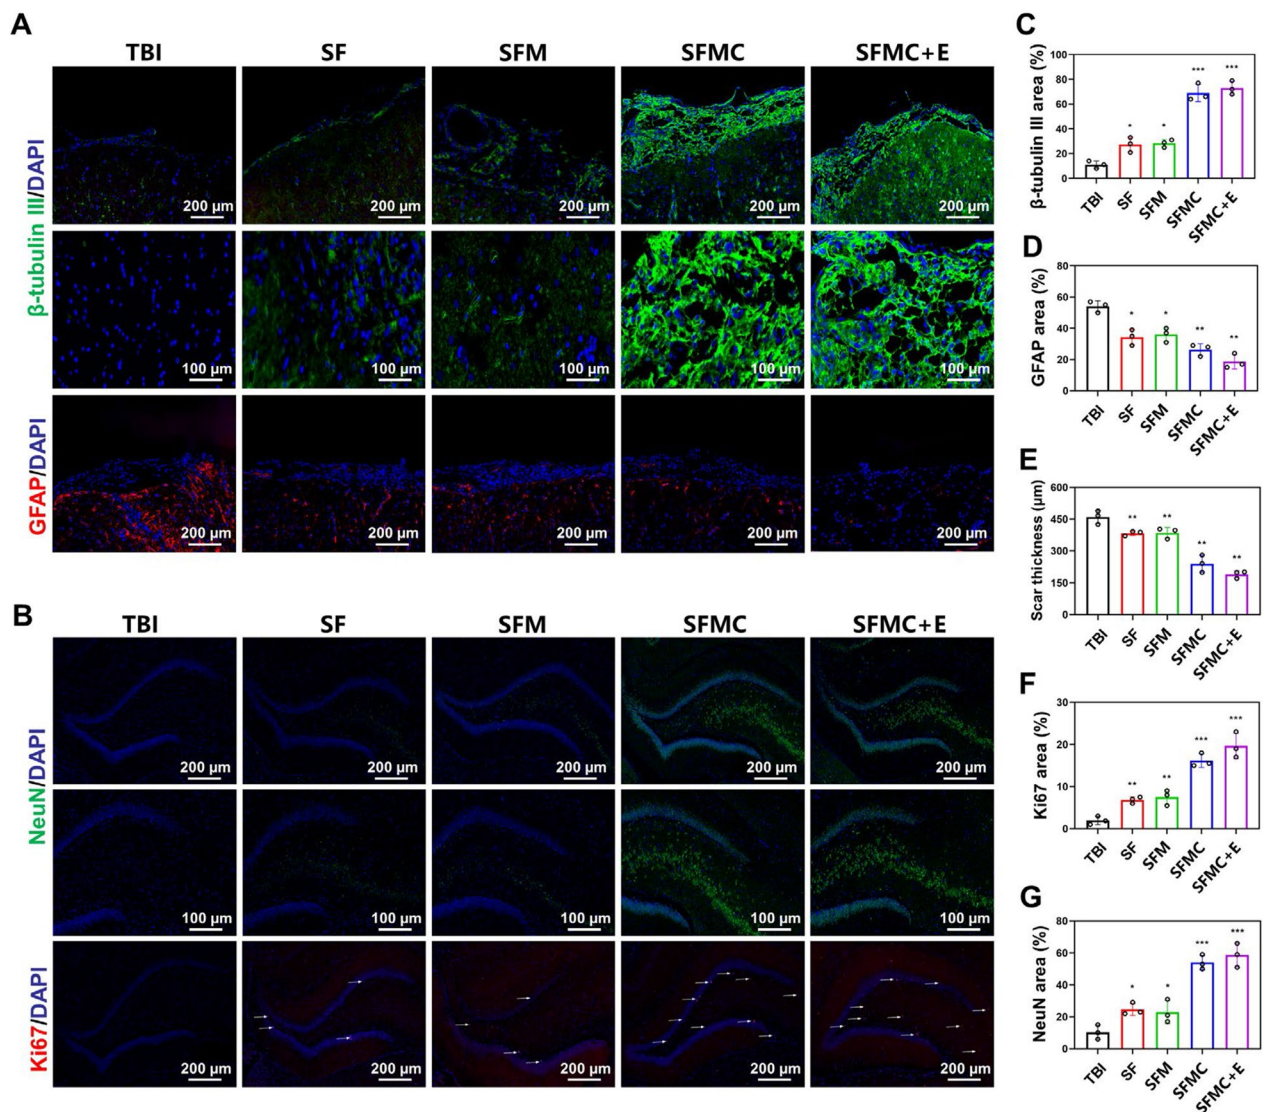 A
TBI SF SFM SFMC SFMC+E
β-tubulin III/DAPI
200 μm 200 μm 200 μm 200 μm 200 μm
100 μm 100 μm 100 μm 100 μm 100 μm
GFAP/DAPI
200 μm 200 μm 200 μm 200 μm 200 μm
B
TBI SF SFM SFMC SFMC+E
NeuN/DAPI
200 μm 200 μm 200 μm 200 μm 200 μm
100 μm 100 μm 100 μm 100 μm 100 μm
Ki67/DAPI
200 μm 200 μm 200 μm 200 μm 200 μm
C
β-tubulin III area (%)
100
80
60
40
20
0
* * *** ***
TBI SF SFM SFMC SFMC+E
D
GFAP area (%)
80
60
40
20
0
* * ** **
TBI SF SFM SFMC SFMC+E
E
Scar thickness (μm)
600
450
300
150
0
** ** ** **
TBI SF SFM SFMC SFMC+E
F
Ki67 area (%)
30
20
10
0
** ** *** ***
TBI SF SFM SFMC SFMC+E
G
NeuN area (%)
80
60
40
20
0
* * *** ***
TBI SF SFM SFMC SFMC+E